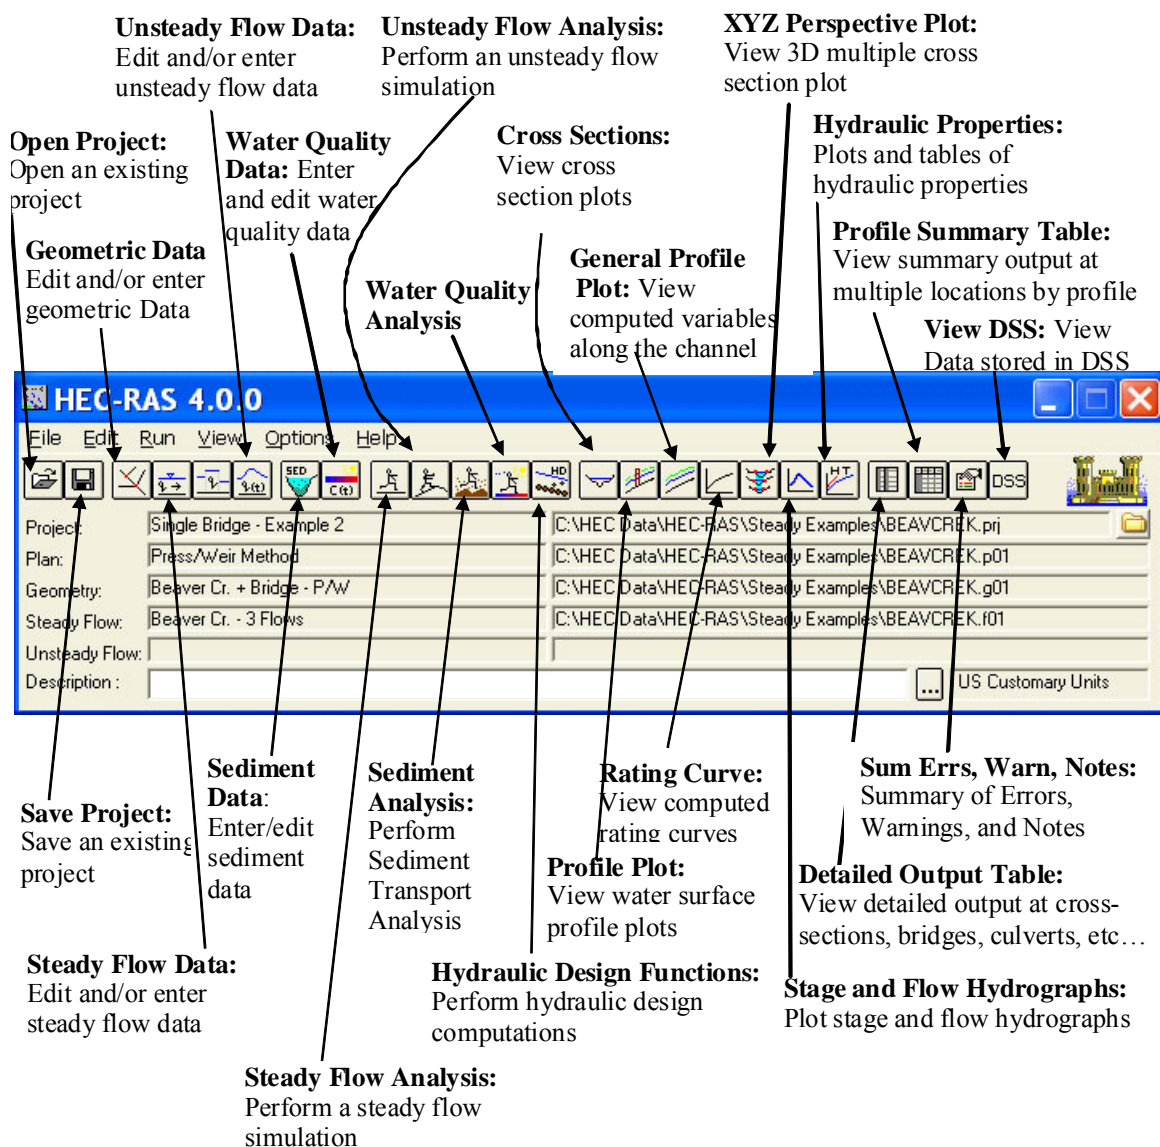 Unsteady Flow Data:
Edit and/or enter
unsteady flow data
Unsteady Flow Analysis:
Perform an unsteady flow
simulation
XYZ Perspective Plot:
View 3D multiple cross
section plot
Open Project:
Open an existing
project
Water Quality
Data: Enter
and edit water
quality data
Cross Sections:
View cross
section plots
Hydraulic Properties:
Plots and tables of
hydraulic properties
Geometric Data
Edit and/or enter
geometric Data
Water Quality
Analysis
General Profile
Plot: View
computed variables
along the channel
Profile Summary Table:
View summary output at
multiple locations by profile
View DSS: View
Data stored in DSS
HEC-RAS 4.0.0
File Edit Run View Options Help
SED
C(t)
HD
HT
DSS
Project: Single Bridge - Example 2 C:\HEC Data\HEC-RAS\Steady Examples\BEAVCREK.prj
Plan: Press/Weir Method C:\HEC Data\HEC-RAS\Steady Examples\BEAVCREK.p01
Geometry: Beaver Cr. + Bridge - P/W C:\HEC Data\HEC-RAS\Steady Examples\BEAVCREK.g01
Steady Flow: Beaver Cr. - 3 Flows C:\HEC Data\HEC-RAS\Steady Examples\BEAVCREK.f01
Unsteady Flow:
Description : ... US Customary Units
Save Project:
Save an existing
project
Sediment
Data:
Enter/edit
sediment
data
Sediment
Analysis:
Perform
Sediment
Transport
Analysis
Rating Curve:
View computed
rating curves
Sum Errs, Warn, Notes:
Summary of Errors,
Warnings, and Notes
Profile Plot:
View water surface
profile plots
Detailed Output Table:
View detailed output at cross-
sections, bridges, culverts, etc…
Steady Flow Data:
Edit and/or enter
steady flow data
Hydraulic Design Functions:
Perform hydraulic design
computations
Stage and Flow Hydrographs:
Plot stage and flow hydrographs
Steady Flow Analysis:
Perform a steady flow
simulation